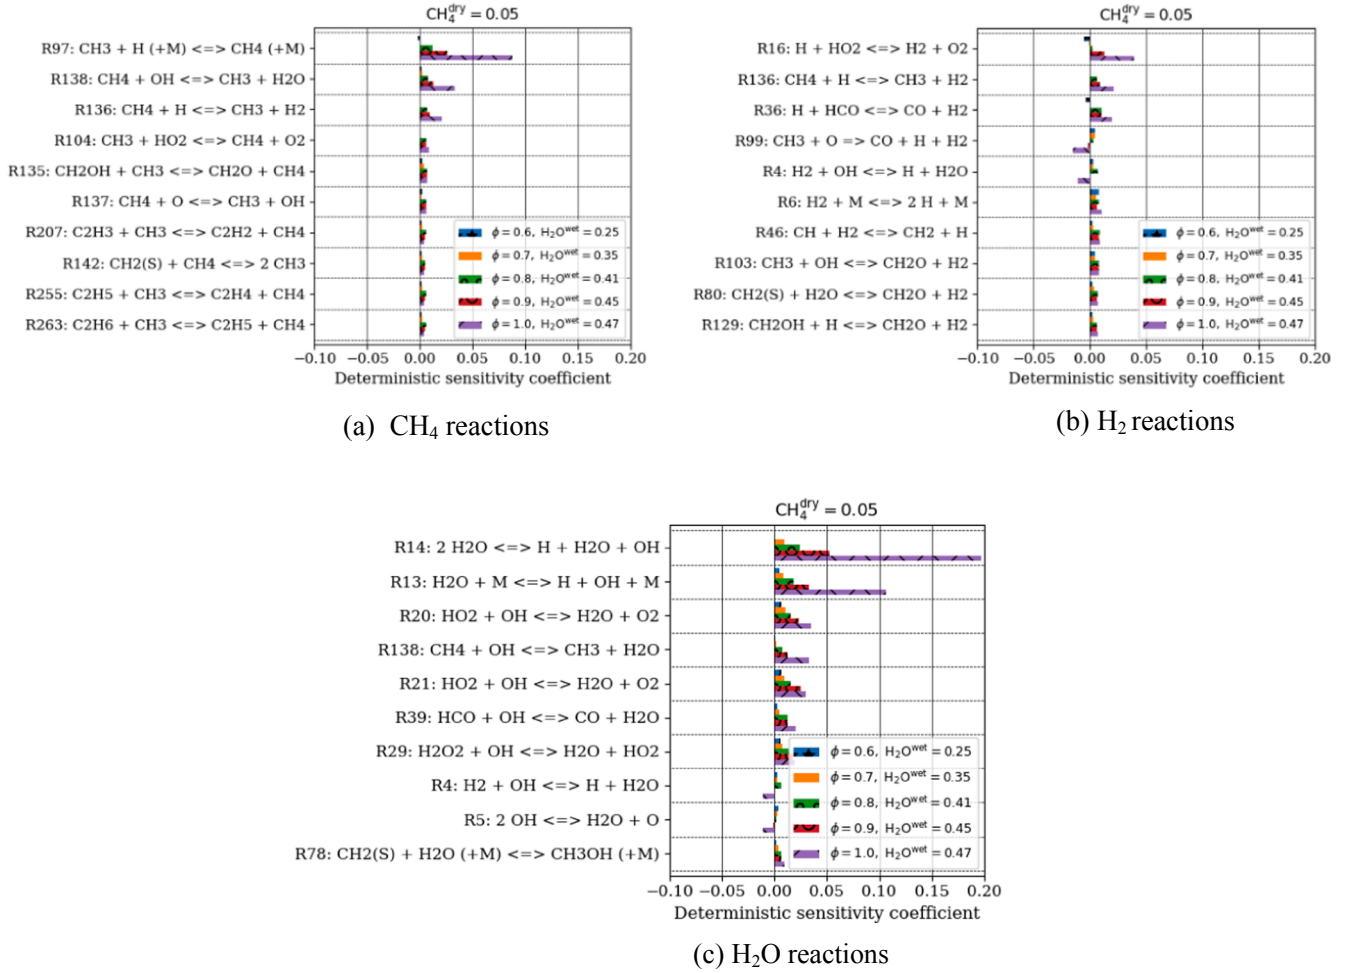 CH₄ᵈʳʸ = 0.05
R97: CH3 + H (+M) <=> CH4 (+M)
R138: CH4 + OH <=> CH3 + H2O
R136: CH4 + H <=> CH3 + H2
R104: CH3 + HO2 <=> CH4 + O2
R135: CH2OH + CH3 <=> CH2O + CH4
R137: CH4 + O <=> CH3 + OH
R207: C2H3 + CH3 <=> C2H2 + CH4
R142: CH2(S) + CH4 <=> 2 CH3
R255: C2H5 + CH3 <=> C2H4 + CH4
R263: C2H6 + CH3 <=> C2H5 + CH4
ϕ = 0.6, H₂Oʷᵉᵗ = 0.25
ϕ = 0.7, H₂Oʷᵉᵗ = 0.35
ϕ = 0.8, H₂Oʷᵉᵗ = 0.41
ϕ = 0.9, H₂Oʷᵉᵗ = 0.45
ϕ = 1.0, H₂Oʷᵉᵗ = 0.47
−0.10 −0.05 0.00 0.05 0.10 0.15 0.20
Deterministic sensitivity coefficient
(a) CH₄ reactions
CH₄ᵈʳʸ = 0.05
R16: H + HO2 <=> H2 + O2
R136: CH4 + H <=> CH3 + H2
R36: H + HCO <=> CO + H2
R99: CH3 + O => CO + H + H2
R4: H2 + OH <=> H + H2O
R6: H2 + M <=> 2 H + M
R46: CH + H2 <=> CH2 + H
R103: CH3 + OH <=> CH2O + H2
R80: CH2(S) + H2O <=> CH2O + H2
R129: CH2OH + H <=> CH2O + H2
ϕ = 0.6, H₂Oʷᵉᵗ = 0.25
ϕ = 0.7, H₂Oʷᵉᵗ = 0.35
ϕ = 0.8, H₂Oʷᵉᵗ = 0.41
ϕ = 0.9, H₂Oʷᵉᵗ = 0.45
ϕ = 1.0, H₂Oʷᵉᵗ = 0.47
−0.10 −0.05 0.00 0.05 0.10 0.15 0.20
Deterministic sensitivity coefficient
(b) H₂ reactions
CH₄ᵈʳʸ = 0.05
R14: 2 H2O <=> H + H2O + OH
R13: H2O + M <=> H + OH + M
R20: HO2 + OH <=> H2O + O2
R138: CH4 + OH <=> CH3 + H2O
R21: HO2 + OH <=> H2O + O2
R39: HCO + OH <=> CO + H2O
R29: H2O2 + OH <=> H2O + HO2
R4: H2 + OH <=> H + H2O
R5: 2 OH <=> H2O + O
R78: CH2(S) + H2O (+M) <=> CH3OH (+M)
ϕ = 0.6, H₂Oʷᵉᵗ = 0.25
ϕ = 0.7, H₂Oʷᵉᵗ = 0.35
ϕ = 0.8, H₂Oʷᵉᵗ = 0.41
ϕ = 0.9, H₂Oʷᵉᵗ = 0.45
ϕ = 1.0, H₂Oʷᵉᵗ = 0.47
−0.10 −0.05 0.00 0.05 0.10 0.15 0.20
Deterministic sensitivity coefficient
(c) H₂O reactions